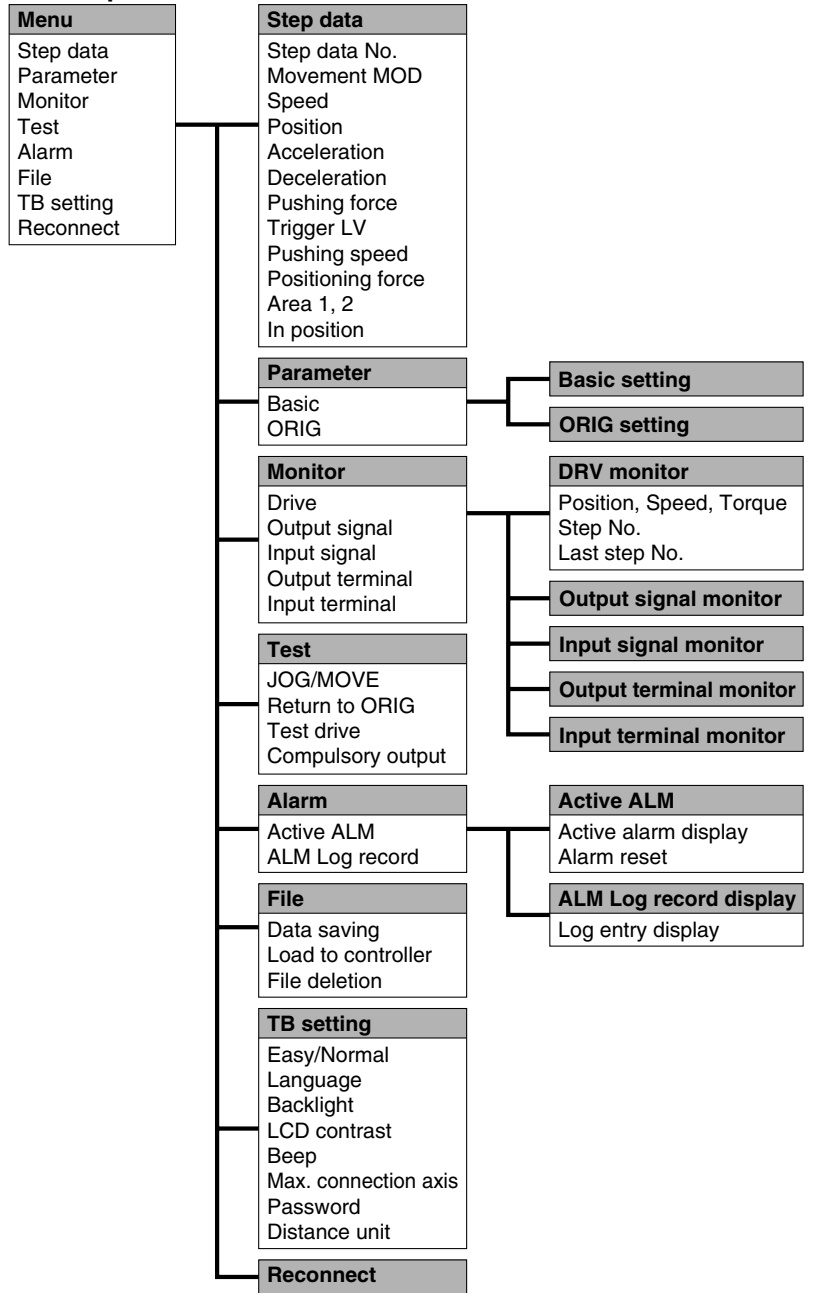 Menu
Step data
Parameter
Monitor
Test
Alarm
File
TB setting
Reconnect
Step data
Step data No.
Movement MOD
Speed
Position
Acceleration
Deceleration
Pushing force
Trigger LV
Pushing speed
Positioning force
Area 1, 2
In position
Parameter
Basic
ORIG
Basic setting
ORIG setting
Monitor
Drive
Output signal
Input signal
Output terminal
Input terminal
DRV monitor
Position, Speed, Torque
Step No.
Last step No.
Output signal monitor
Input signal monitor
Output terminal monitor
Input terminal monitor
Test
JOG/MOVE
Return to ORIG
Test drive
Compulsory output
Alarm
Active ALM
ALM Log record
Active ALM
Active alarm display
Alarm reset
ALM Log record display
Log entry display
File
Data saving
Load to controller
File deletion
TB setting
Easy/Normal
Language
Backlight
LCD contrast
Beep
Max. connection axis
Password
Distance unit
Reconnect